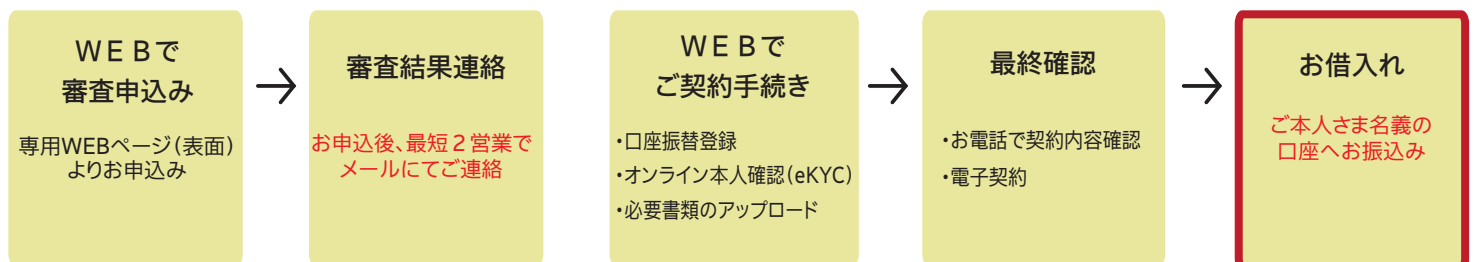 WEBで
審査申込み
専用WEBページ(表面)
よりお申込み
→
審査結果連絡
お申込後、最短2営業で
メールにてご連絡
WEBで
ご契約手続き
・口座振替登録
・オンライン本人確認(eKYC)
・必要書類のアップロード
→
最終確認
・お電話で契約内容確認
・電子契約
→
お借入れ
ご本人さま名義の
口座へお振込み